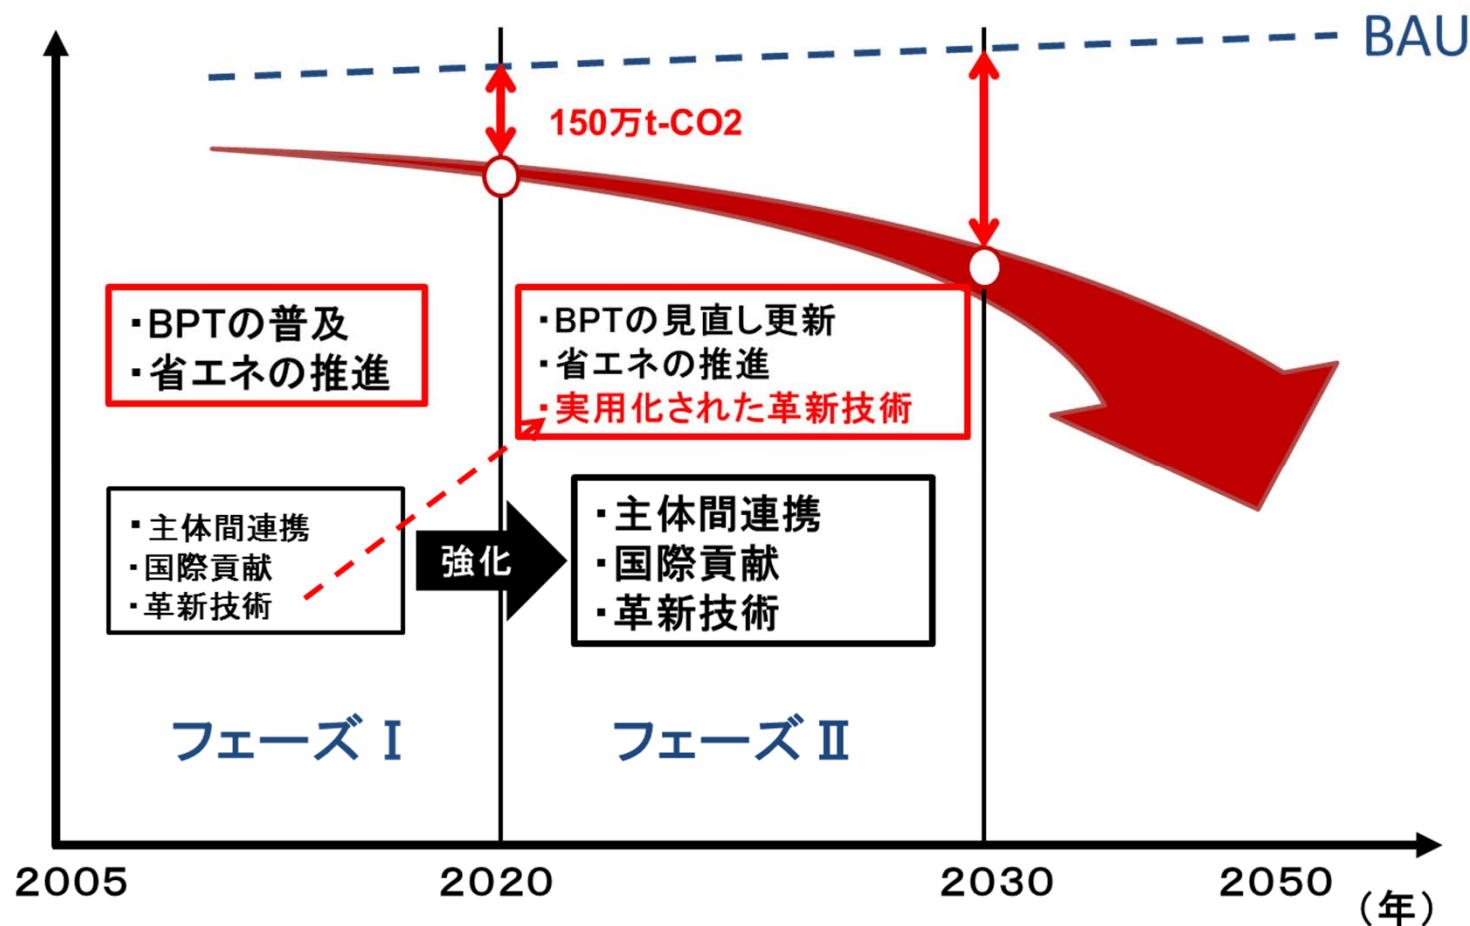 BAU
150万t-CO2
・BPTの普及
・省エネの推進
・BPTの見直し更新
・省エネの推進
・実用化された革新技術
・主体間連携
・国際貢献
・革新技術
強化
・主体間連携
・国際貢献
・革新技術
フェーズⅠ
フェーズⅡ
2005
2020
2030
2050
（年）